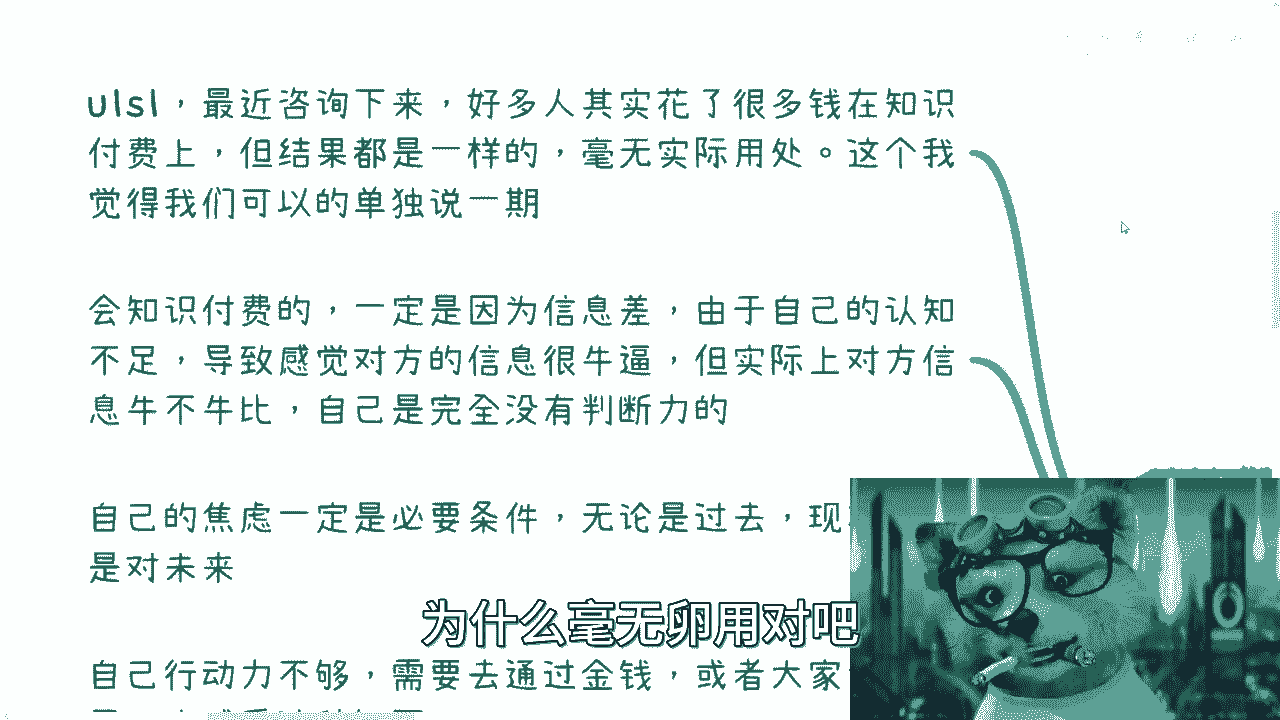 ulsl，最近咨询下来，好多人其实花了很多钱在知识
付费上，但结果都是一样的，毫无实际用处。这个我
觉得我们可以的单独说一期
会知识付费的，一定是因为信息差，由于自己的认知
不足，导致感觉对方的信息很牛逼，但实际上对方信
息牛不牛比，自己是完全没有判断力的
自己的焦虑一定是必要条件，无论是过去，现
是对未来
为什么毫无卵用对吧
自己行动力不够，需要去通过金钱，或者大家